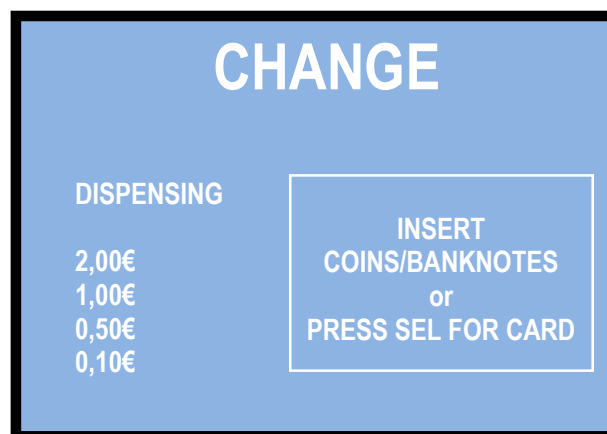 CHANGE
DISPENSING
2,00€
1,00€
0,50€
0,10€
INSERT
COINS/BANKNOTES
or
PRESS SEL FOR CARD